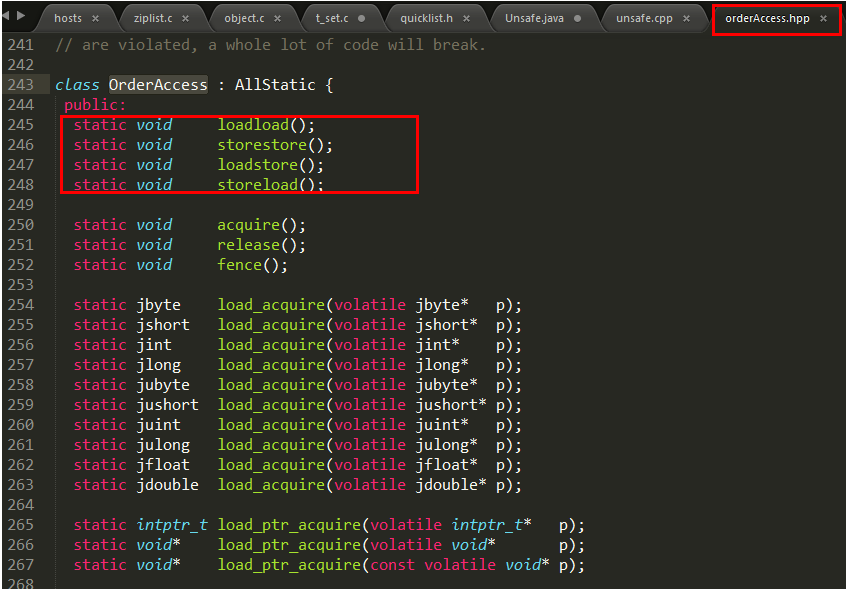 hosts × ziplist.c × object.c × t_set.c quicklist.h × Unsafe.java unsafe.cpp × orderAccess.hpp ×
241 // are violated, a whole lot of code will break.
242
243 class OrderAccess : AllStatic {
244 public:
245 static void loadload();
246 static void storestore();
247 static void loadstore();
248 static void storeload();
249
250 static void acquire();
251 static void release();
252 static void fence();
253
254 static jbyte load_acquire(volatile jbyte* p);
255 static jshort load_acquire(volatile jshort* p);
256 static jint load_acquire(volatile jint* p);
257 static jlong load_acquire(volatile jlong* p);
258 static jubyte load_acquire(volatile jubyte* p);
259 static jushort load_acquire(volatile jushort* p);
260 static juint load_acquire(volatile juint* p);
261 static julong load_acquire(volatile julong* p);
262 static jfloat load_acquire(volatile jfloat* p);
263 static jdouble load_acquire(volatile jdouble* p);
264
265 static intptr_t load_ptr_acquire(volatile intptr_t* p);
266 static void* load_ptr_acquire(volatile void* p);
267 static void* load_ptr_acquire(const volatile void* p);
268